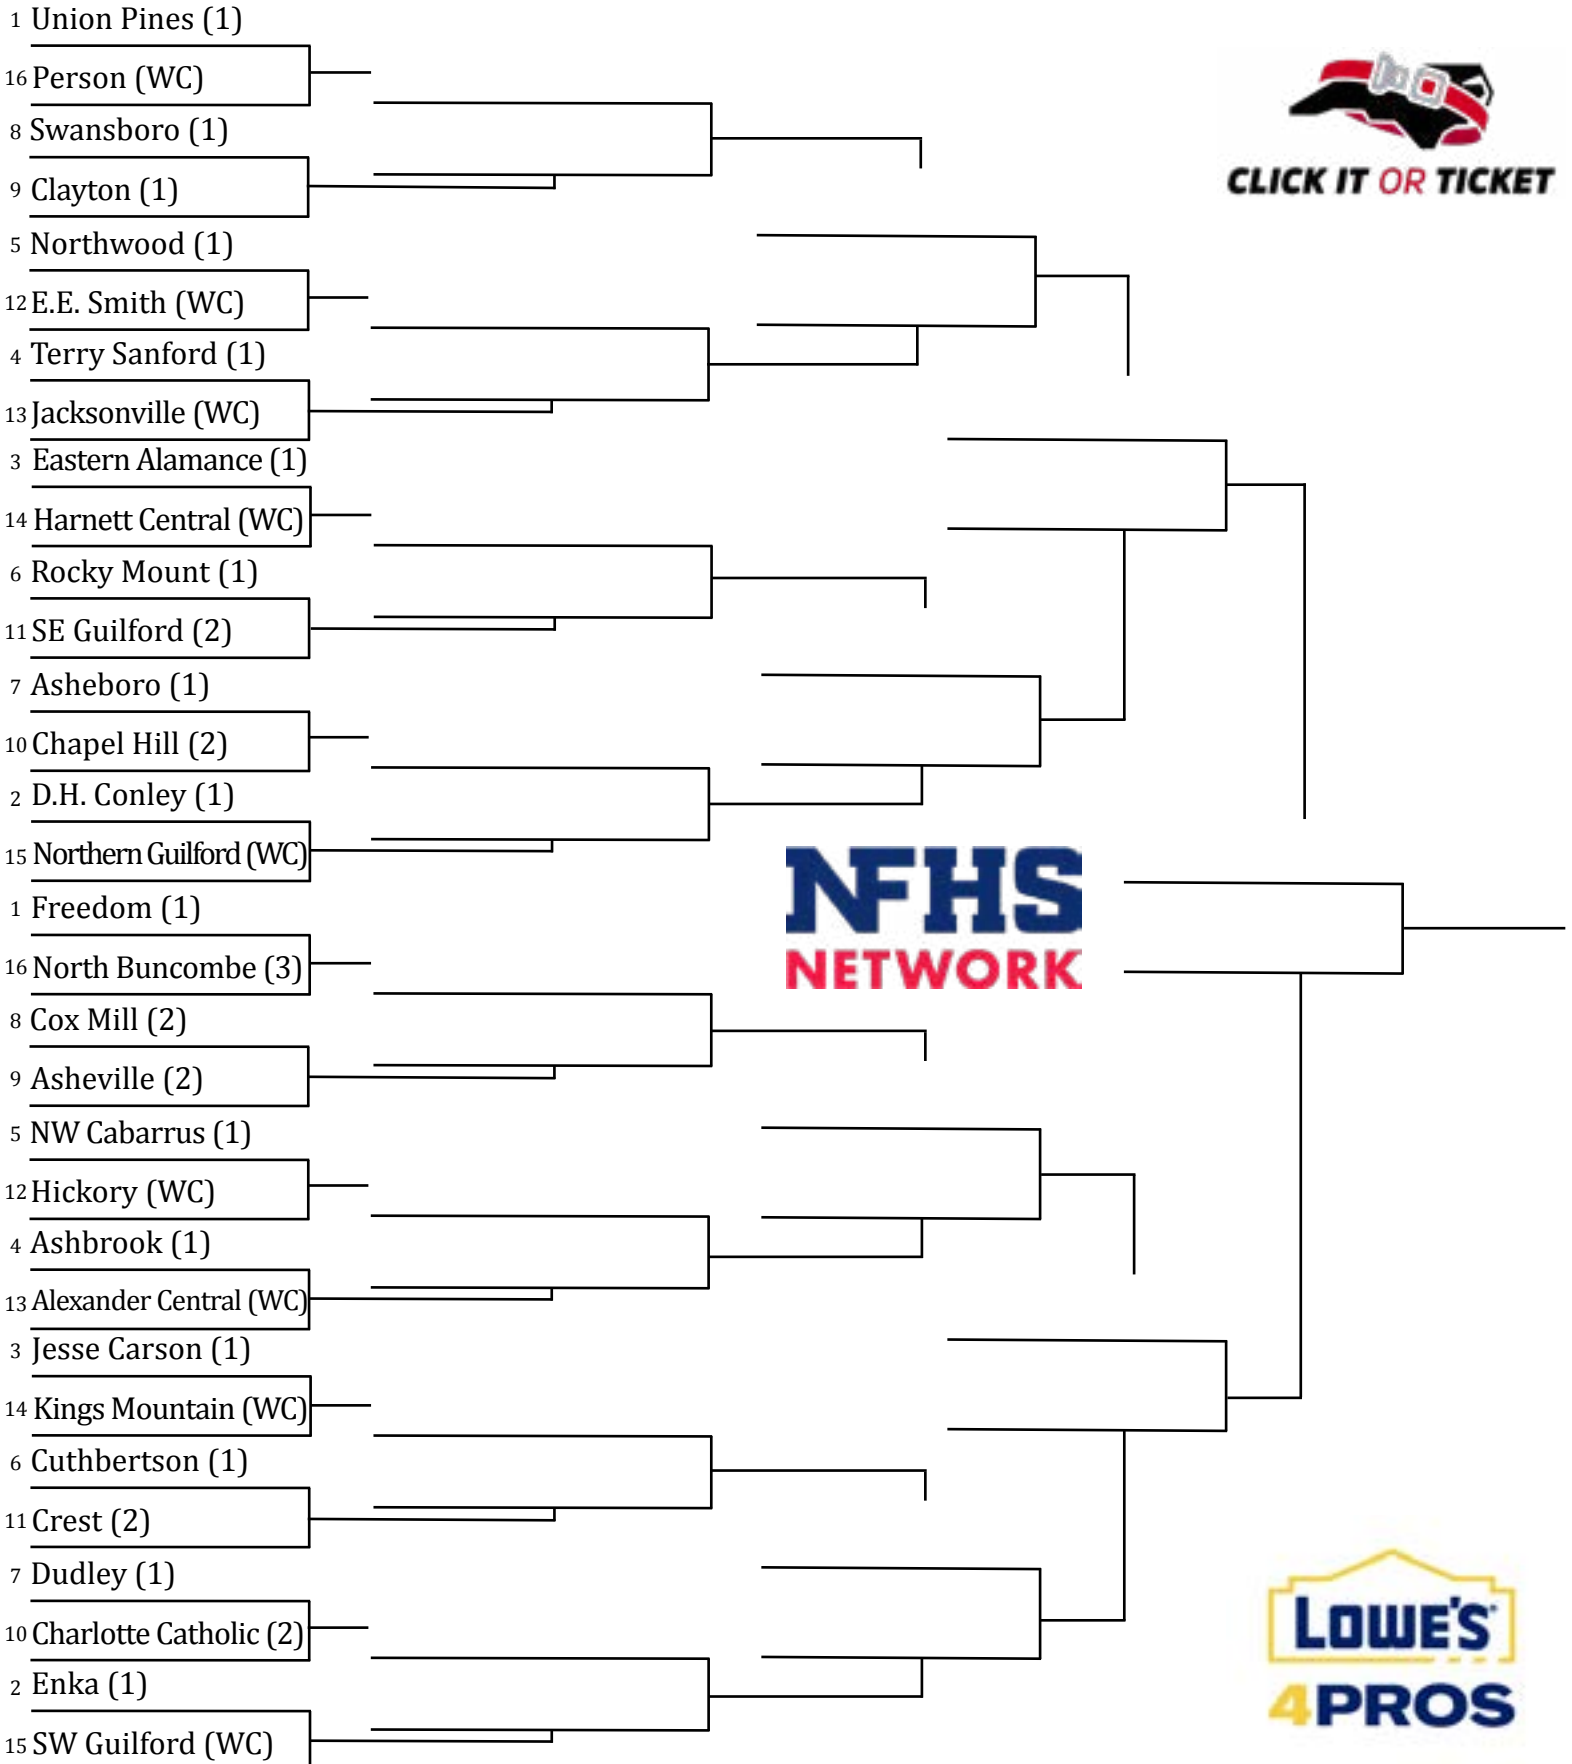 1 Union Pines (1)
16 Person (WC)
8 Swansboro (1)
9 Clayton (1)
5 Northwood (1)
12 E.E. Smith (WC)
4 Terry Sanford (1)
13 Jacksonville (WC)
3 Eastern Alamance (1)
14 Harnett Central (WC)
6 Rocky Mount (1)
11 SE Guilford (2)
7 Asheboro (1)
10 Chapel Hill (2)
2 D.H. Conley (1)
15 Northern Guilford (WC)
1 Freedom (1)
16 North Buncombe (3)
8 Cox Mill (2)
9 Asheville (2)
5 NW Cabarrus (1)
12 Hickory (WC)
4 Ashbrook (1)
13 Alexander Central (WC)
3 Jesse Carson (1)
14 Kings Mountain (WC)
6 Cuthbertson (1)
11 Crest (2)
7 Dudley (1)
10 Charlotte Catholic (2)
2 Enka (1)
15 SW Guilford (WC)
CLICK IT OR TICKET
NFHS
NETWORK
LOWE'S
4PROS